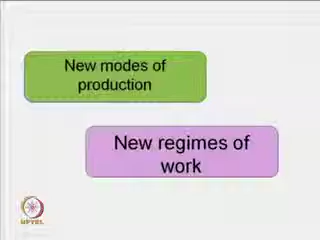 New modes of
production
New regimes of
work
NPTEL